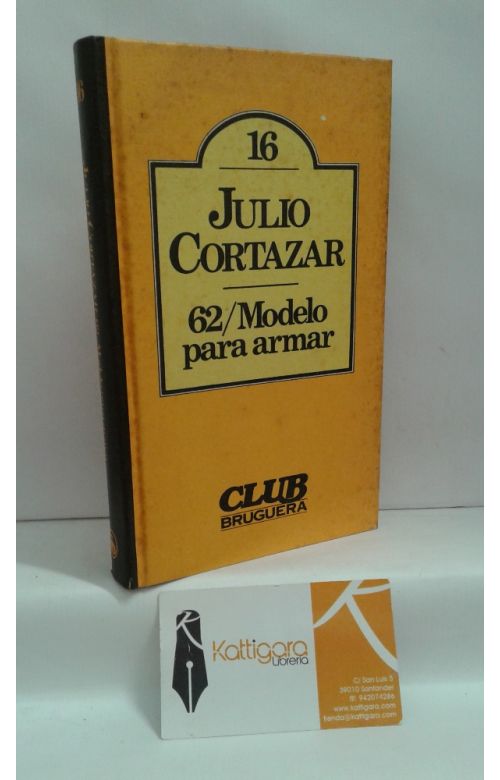 16
JULIO
CORTAZAR
62/Modelo
para armar
CLUB
BRUGUERA
Kattigara
Librería
C/ San Luis 5
39010 Santander
tf: 942074286
www.kattigara.com
tienda@kattigara.com